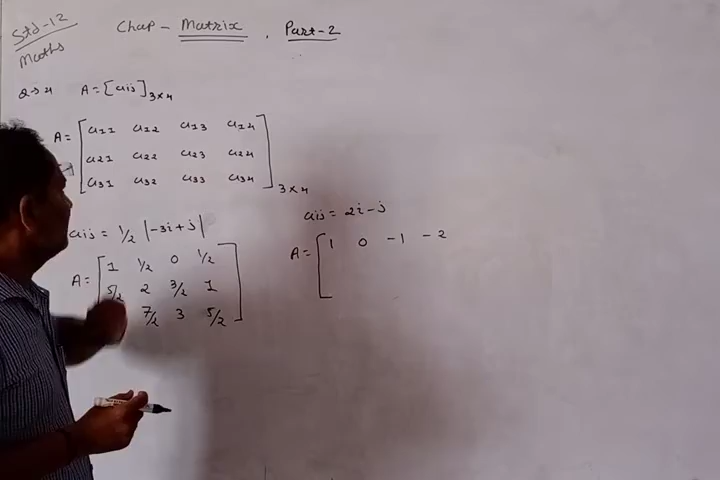 Std-12
Maths
Chap - Matrix . Part-2
Q → 4 A = [aij]3×4
A = [a11 a12 a13 a14
a21 a22 a23 a24
a31 a32 a33 a34]3×4
aij = 1/2 |-3i+j|
A = [1 1/2 0 1/2
5/2 2 3/2 1
7/2 3 5/2]
aij = 2i-j
A = [1 0 -1 -2